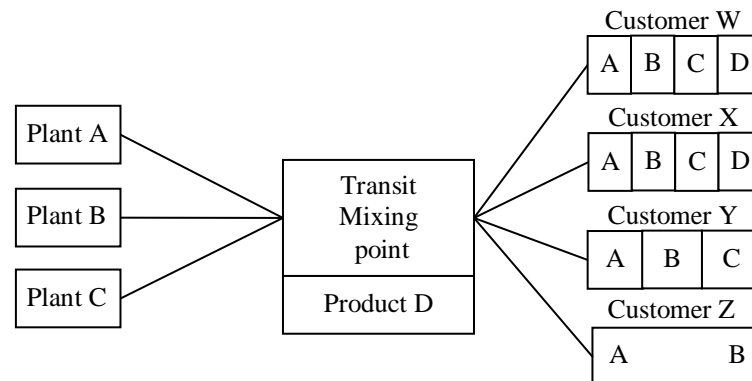 Plant A
Plant B
Plant C
Transit
Mixing
point
Product D
Customer W
A B C D
Customer X
A B C D
Customer Y
A B C
Customer Z
A B